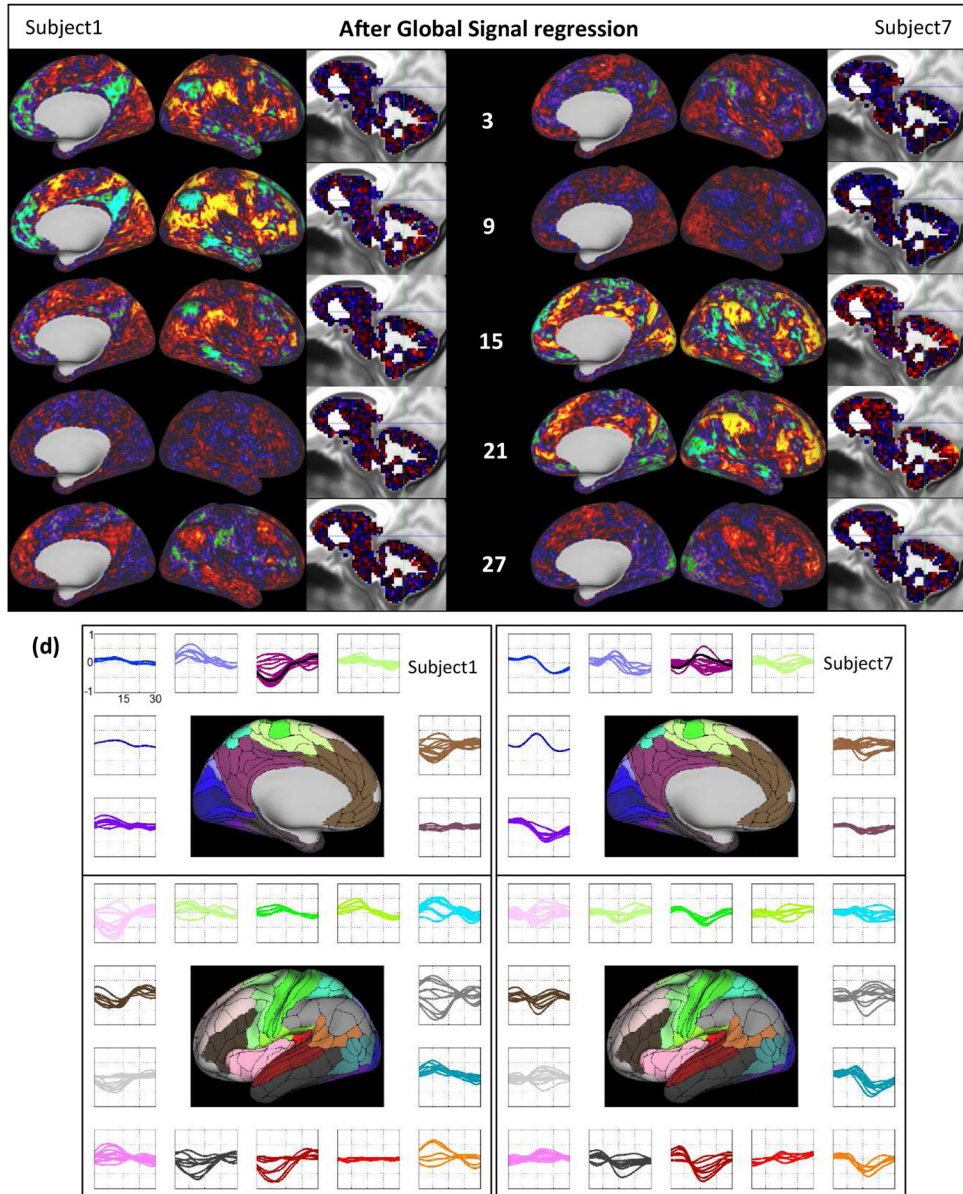 Subject1 After Global Signal regression Subject7
3
9
15
21
27
(d)
1
0
-1
15 30
Subject1
Subject7